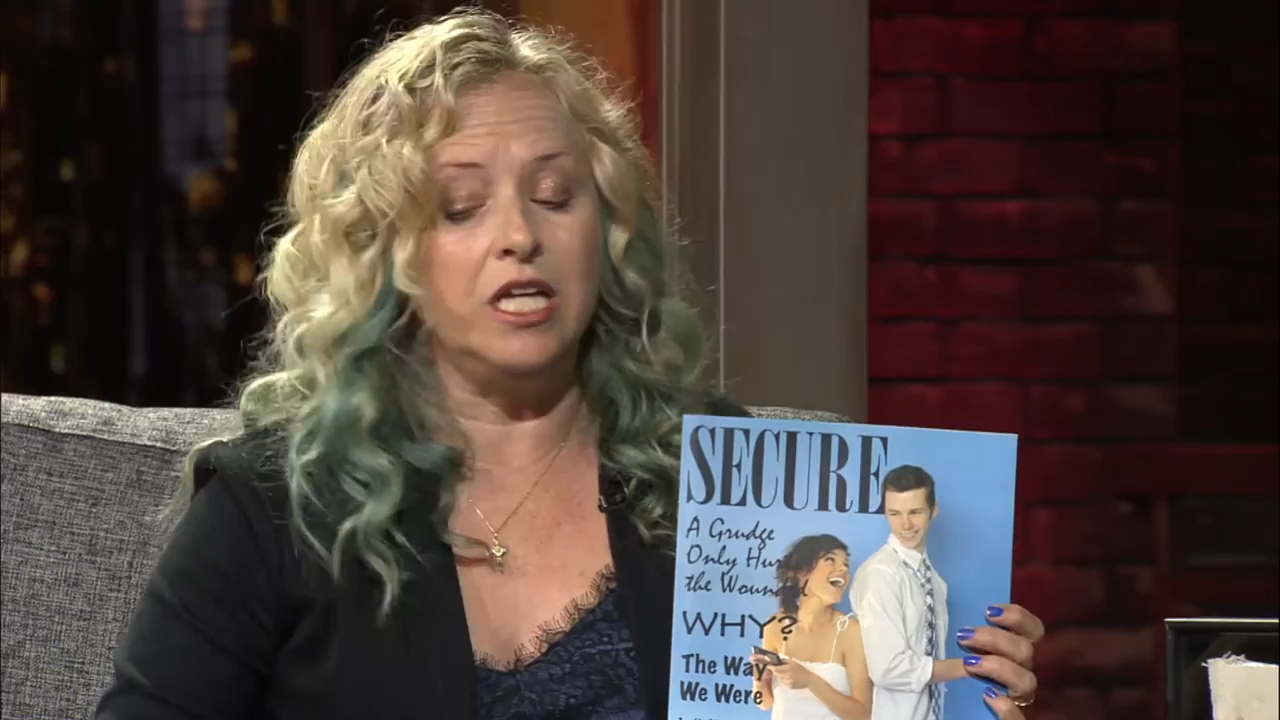 SECURE
A Grudge
Only
the
WHY?
The Way
We Were